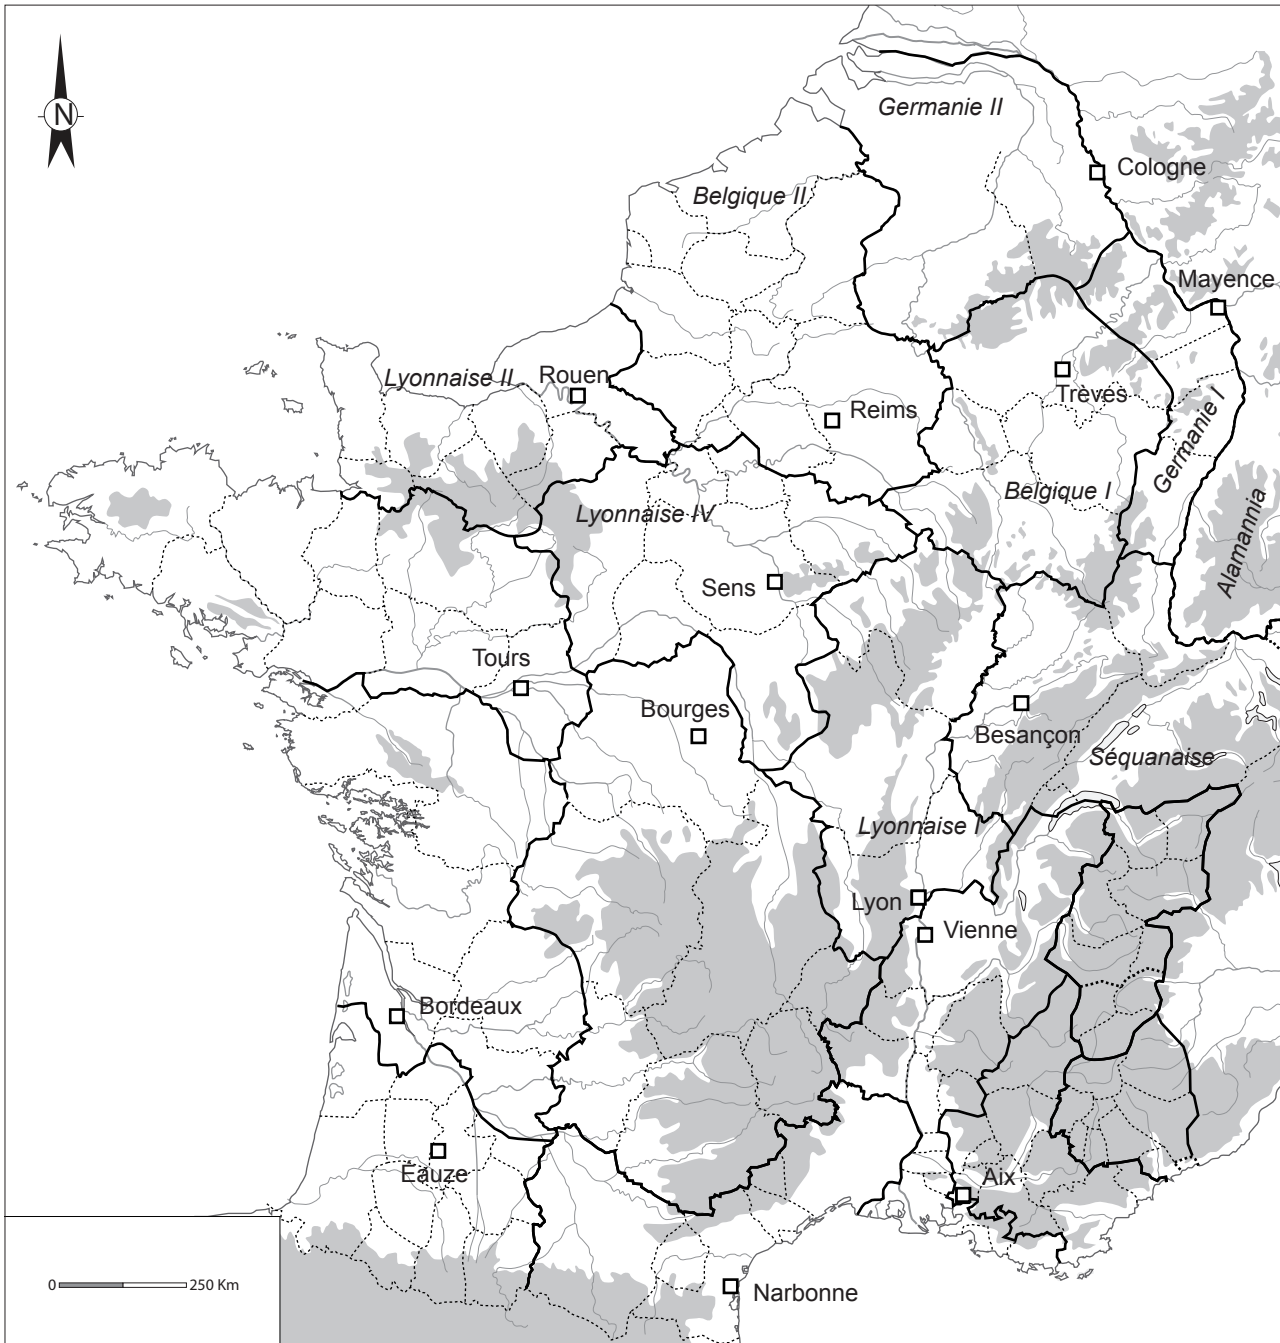 Germanie II
N
Cologne
Belgique II
Mayence
Rouen
Lyonnaise II
Trèves
Reims
Germanie I
Belgique I
Lyonnaise IV
Alamannia
Sens
Tours
Bourges
Besançon
Séquanaise
Lyonnaise I
Lyon
Vienne
Bordeaux
Éauze
Aix
0 250 Km
Narbonne